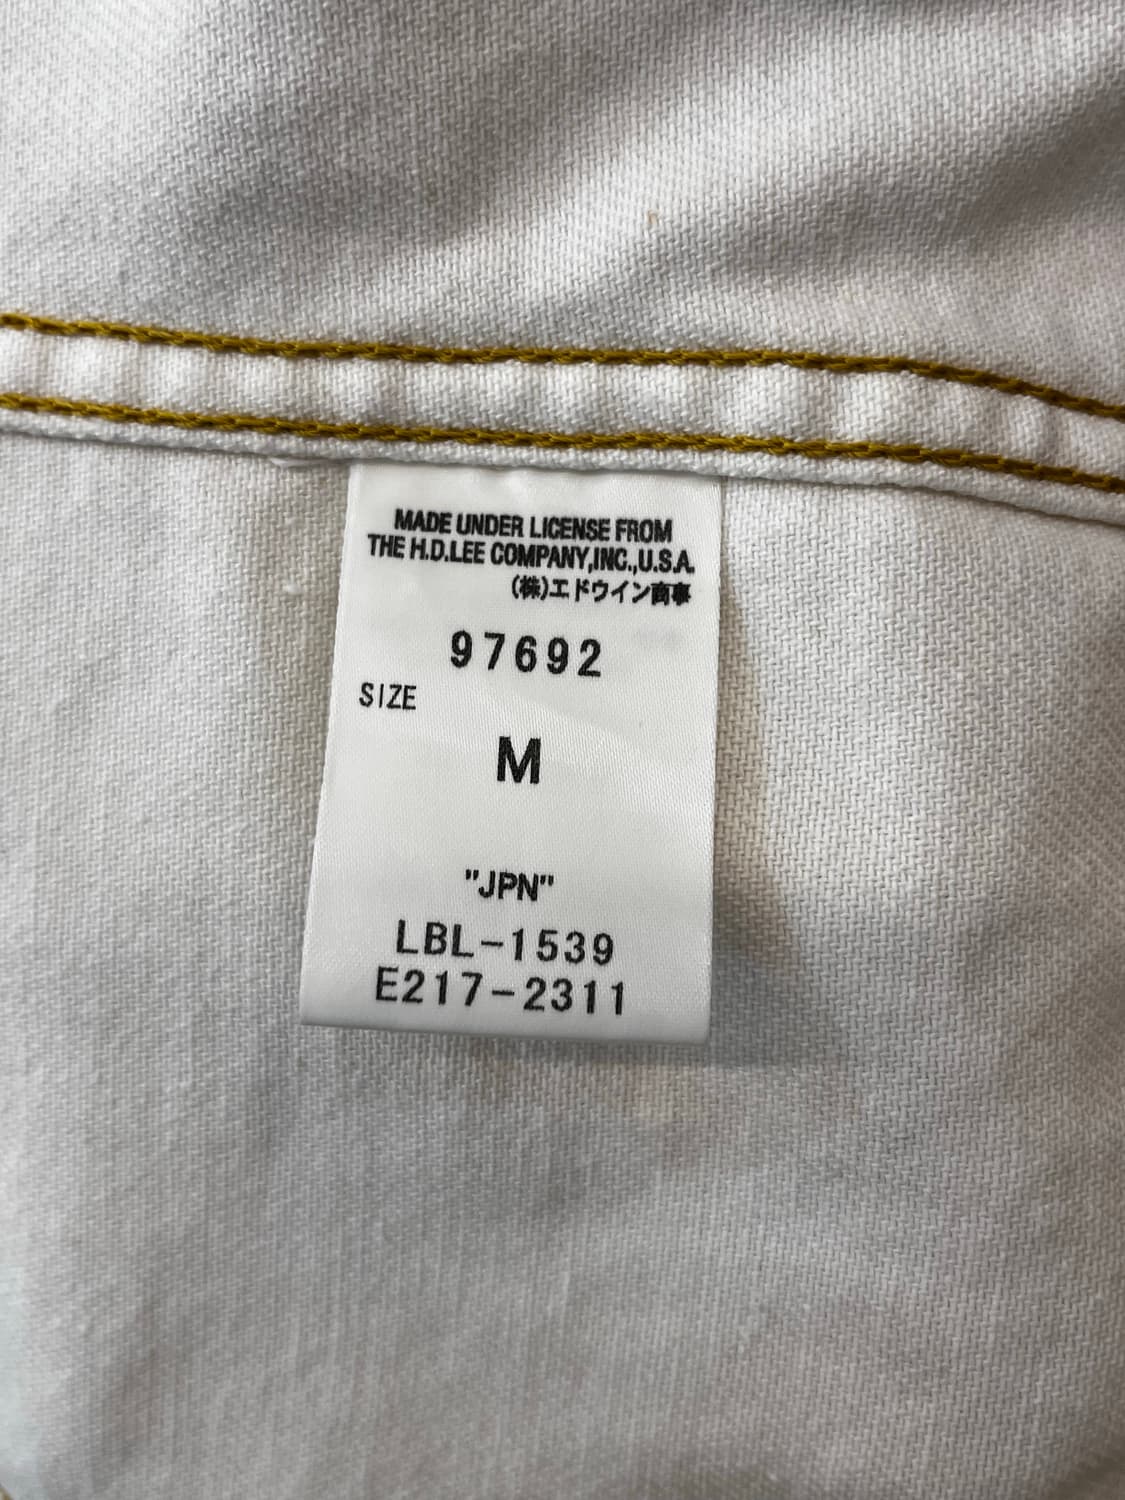 MADE UNDER LICENSE FROM
THE H.D.LEE COMPANY,INC.,U.S.A.
(株)エドウイン商事
97692
SIZE
M
"JPN"
LBL-1539
E217-2311